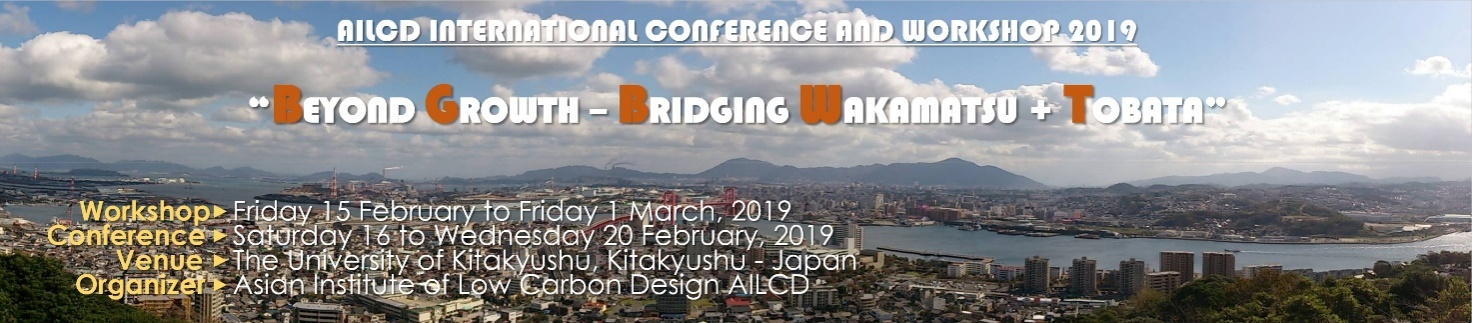 AILCD INTERNATIONAL CONFERENCE AND WORKSHOP 2019
“BEYOND GROWTH – BRIDGING WAKAMATSU + TOBATA”
Workshop▸ Friday 15 February to Friday 1 March, 2019
Conference ▸ Saturday 16 to Wednesday 20 February, 2019
Venue ▸ The University of Kitakyushu, Kitakyushu - Japan
Organizer▸ Asian Institute of Low Carbon Design AILCD